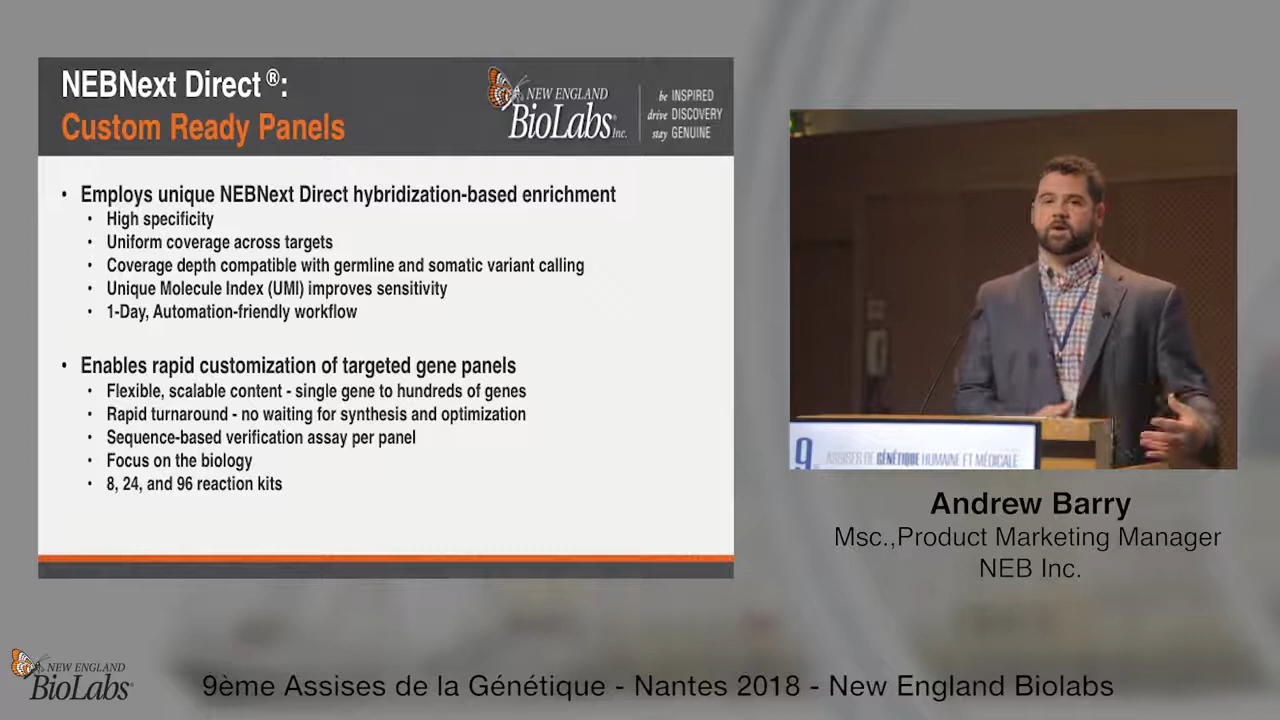 NEBNext Direct®:
Custom Ready Panels
NEW ENGLAND
BioLabs® Inc.
be INSPIRED
drive DISCOVERY
stay GENUINE
• Employs unique NEBNext Direct hybridization-based enrichment
• High specificity
• Uniform coverage across targets
• Coverage depth compatible with germline and somatic variant calling
• Unique Molecule Index (UMI) improves sensitivity
• 1-Day, Automation-friendly workflow
• Enables rapid customization of targeted gene panels
• Flexible, scalable content - single gene to hundreds of genes
• Rapid turnaround - no waiting for synthesis and optimization
• Sequence-based verification assay per panel
• Focus on the biology
• 8, 24, and 96 reaction kits
9 ASSISES DE GÉNÉTIQUE HUMAINE ET MÉDICALE
Andrew Barry
Msc.,Product Marketing Manager
NEB Inc.
NEW ENGLAND
BioLabs®
9ème Assises de la Génétique - Nantes 2018 - New England Biolabs